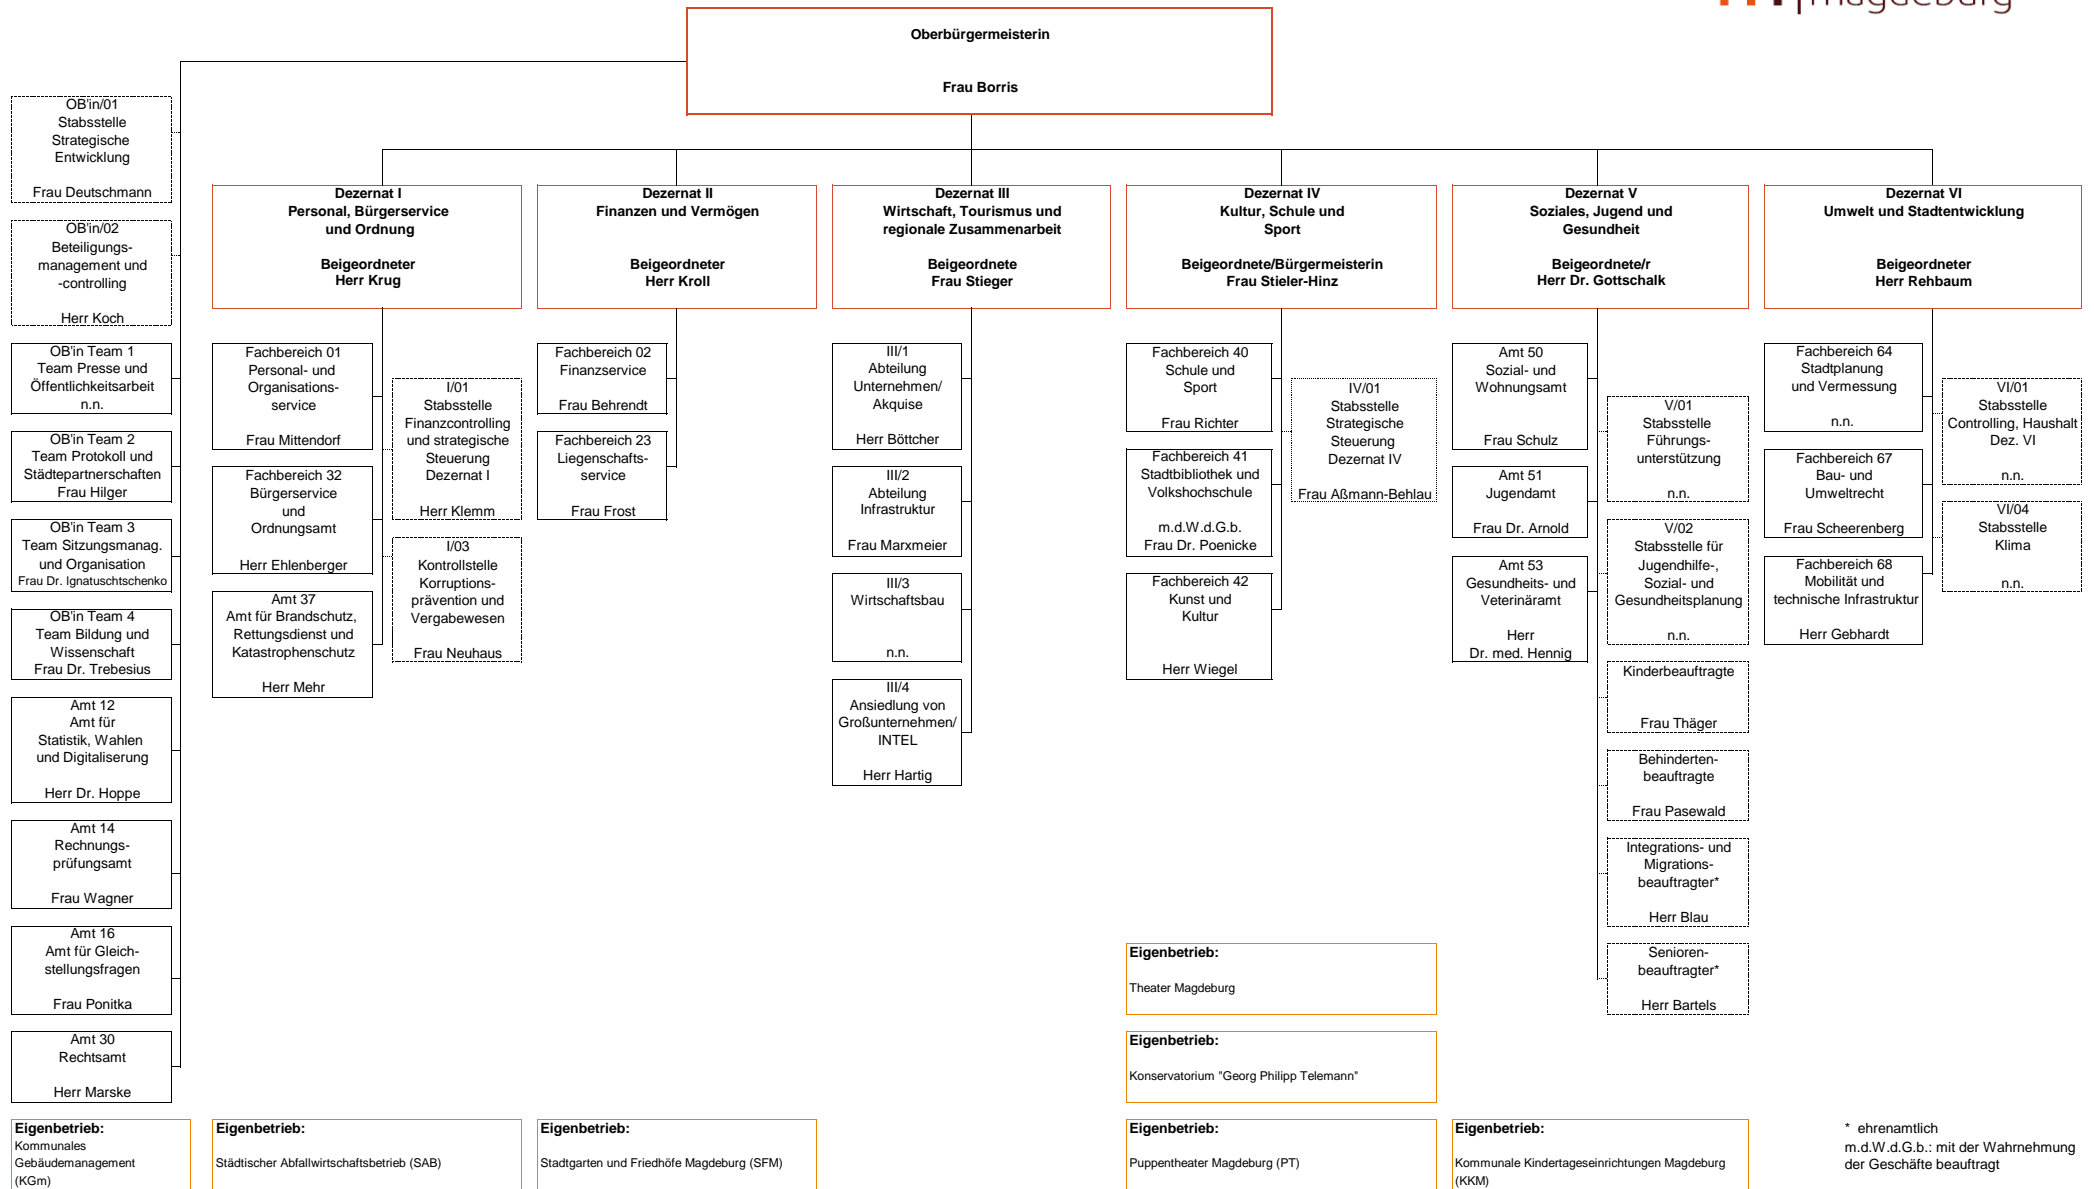 magdeburg
Oberbürgermeisterin
Frau Borris
OB'in/01
Stabsstelle
Strategische
Entwicklung
Frau Deutschmann
OB'in/02
Beteiligungs-
management und
-controlling
Herr Koch
OB'in Team 1
Team Presse und
Öffentlichkeitsarbeit
n.n.
OB'in Team 2
Team Protokoll und
Städtepartnerschaften
Frau Hilger
OB'in Team 3
Team Sitzungsmanag.
und Organisation
Frau Dr. Ignatuschtschenko
OB'in Team 4
Team Bildung und
Wissenschaft
Frau Dr. Trebesius
Amt 12
Amt für
Statistik, Wahlen
und Digitaliserung
Herr Dr. Hoppe
Amt 14
Rechnungs-
prüfungsamt
Frau Wagner
Amt 16
Amt für Gleich-
stellungsfragen
Frau Ponitka
Amt 30
Rechtsamt
Herr Marske
Eigenbetrieb:
Kommunales
Gebäudemanagement
(KGm)
Dezernat I
Personal, Bürgerservice
und Ordnung
Beigeordneter
Herr Krug
Fachbereich 01
Personal- und
Organisations-
service
Frau Mittendorf
Fachbereich 32
Bürgerservice
und
Ordnungsamt
Herr Ehlenberger
Amt 37
Amt für Brandschutz,
Rettungsdienst und
Katastrophenschutz
Herr Mehr
I/01
Stabsstelle
Finanzcontrolling
und strategische
Steuerung
Dezernat I
Herr Klemm
I/03
Kontrollstelle
Korruptions-
prävention und
Vergabewesen
Frau Neuhaus
Eigenbetrieb:
Städtischer Abfallwirtschaftsbetrieb (SAB)
Dezernat II
Finanzen und Vermögen
Beigeordneter
Herr Kroll
Fachbereich 02
Finanzservice
Frau Behrendt
Fachbereich 23
Liegenschafts-
service
Frau Frost
Eigenbetrieb:
Stadtgarten und Friedhöfe Magdeburg (SFM)
Dezernat III
Wirtschaft, Tourismus und
regionale Zusammenarbeit
Beigeordnete
Frau Stieger
III/1
Abteilung
Unternehmen/
Akquise
Herr Böttcher
III/2
Abteilung
Infrastruktur
Frau Marxmeier
III/3
Wirtschaftsbau
n.n.
III/4
Ansiedlung von
Großunternehmen/
INTEL
Herr Hartig
Dezernat IV
Kultur, Schule und
Sport
Beigeordnete/Bürgermeisterin
Frau Stieler-Hinz
Fachbereich 40
Schule und
Sport
Frau Richter
Fachbereich 41
Stadtbibliothek und
Volkshochschule
m.d.W.d.G.b.
Frau Dr. Poenicke
Fachbereich 42
Kunst und
Kultur
Herr Wiegel
IV/01
Stabsstelle
Strategische
Steuerung
Dezernat IV
Frau Aßmann-Behlau
Eigenbetrieb:
Theater Magdeburg
Eigenbetrieb:
Konservatorium "Georg Philipp Telemann"
Eigenbetrieb:
Puppentheater Magdeburg (PT)
Dezernat V
Soziales, Jugend und
Gesundheit
Beigeordnete/r
Herr Dr. Gottschalk
Amt 50
Sozial- und
Wohnungsamt
Frau Schulz
Amt 51
Jugendamt
Frau Dr. Arnold
Amt 53
Gesundheits- und
Veterinäramt
Herr
Dr. med. Hennig
V/01
Stabsstelle
Führungs-
unterstützung
n.n.
V/02
Stabsstelle für
Jugendhilfe-,
Sozial- und
Gesundheitsplanung
n.n.
Kinderbeauftragte
Frau Thäger
Behinderten-
beauftragte
Frau Pasewald
Integrations- und
Migrations-
beauftragter*
Herr Blau
Senioren-
beauftragter*
Herr Bartels
Eigenbetrieb:
Kommunale Kindertageseinrichtungen Magdeburg
(KKM)
Dezernat VI
Umwelt und Stadtentwicklung
Beigeordneter
Herr Rehbaum
Fachbereich 64
Stadtplanung
und Vermessung
n.n.
Fachbereich 67
Bau- und
Umweltrecht
Frau Scheerenberg
Fachbereich 68
Mobilität und
technische Infrastruktur
Herr Gebhardt
VI/01
Stabsstelle
Controlling, Haushalt
Dez. VI
n.n.
VI/04
Stabsstelle
Klima
n.n.
* ehrenamtlich
m.d.W.d.G.b.: mit der Wahrnehmung
der Geschäfte beauftragt